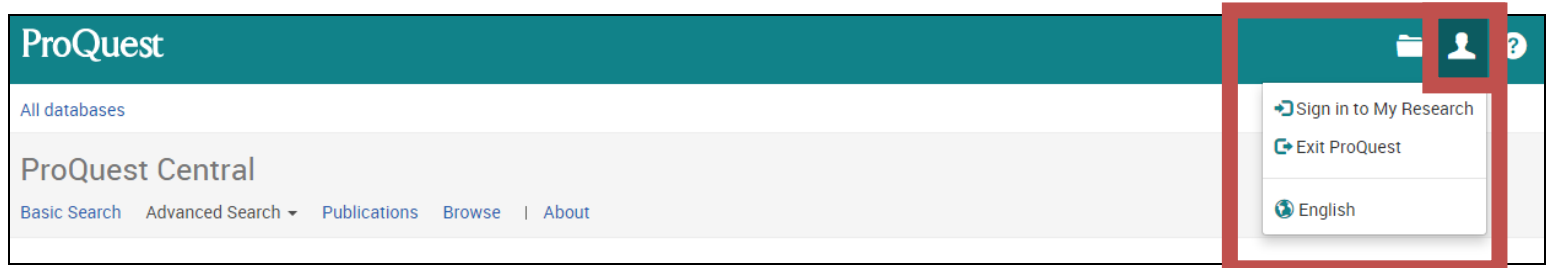 ProQuest
?
All databases
Sign in to My Research
Exit ProQuest
ProQuest Central
Basic Search Advanced Search Publications Browse | About
English